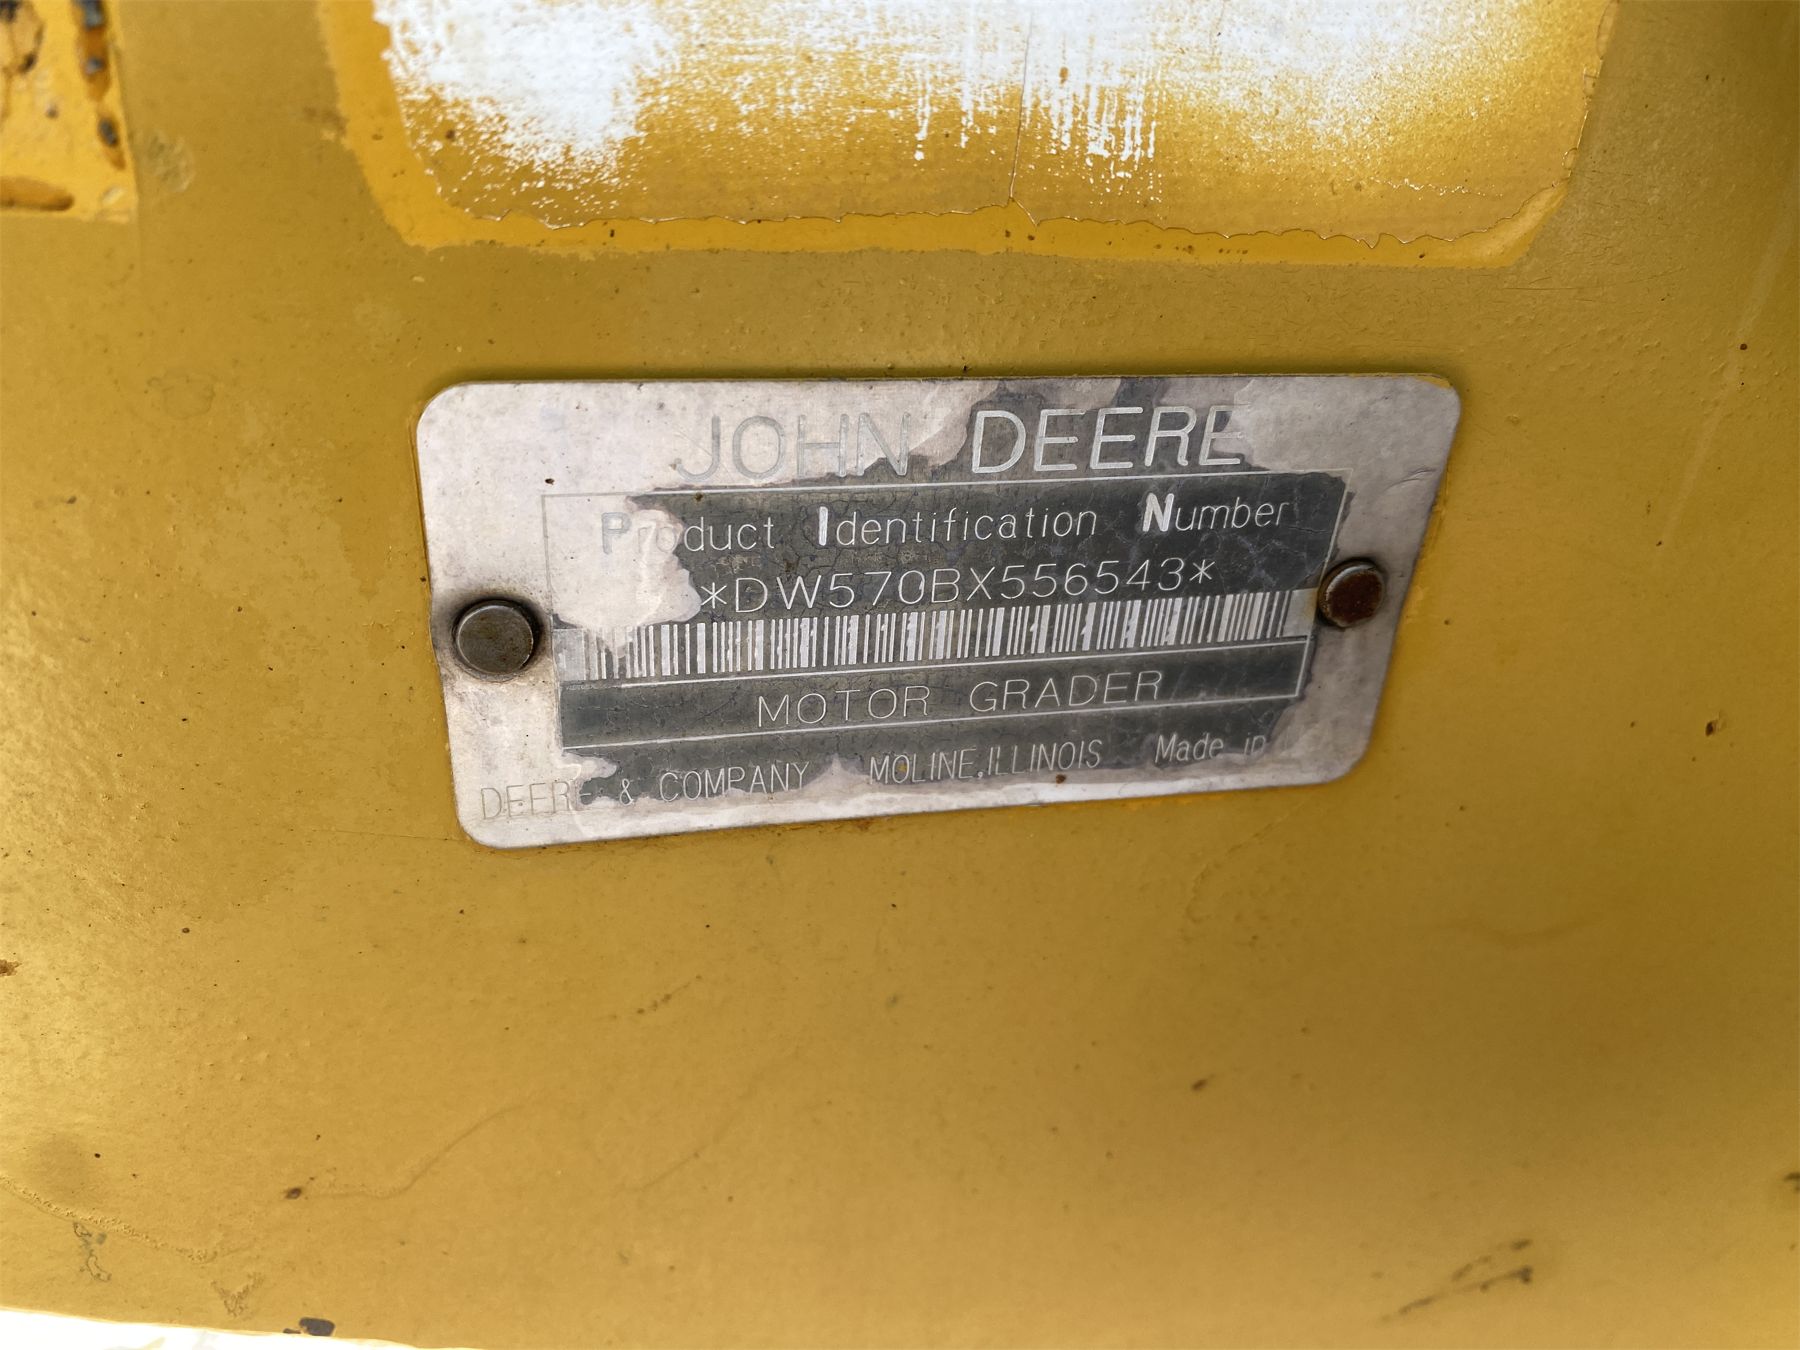 JOHN DEERE
Product Identification Number
*DW570BX556543*
MOTOR GRADER
DEERE & COMPANY MOLINE, ILLINOIS Made in